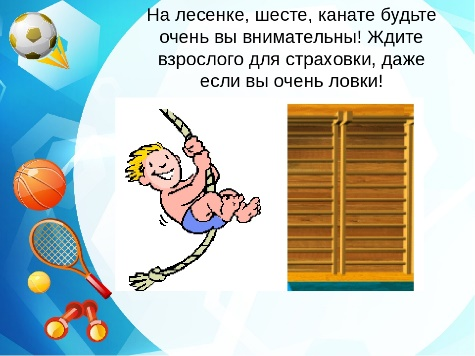 На лесенке, шесте, канате будьте
очень вы внимательны! Ждите
взрослого для страховки, даже
если вы очень ловки!